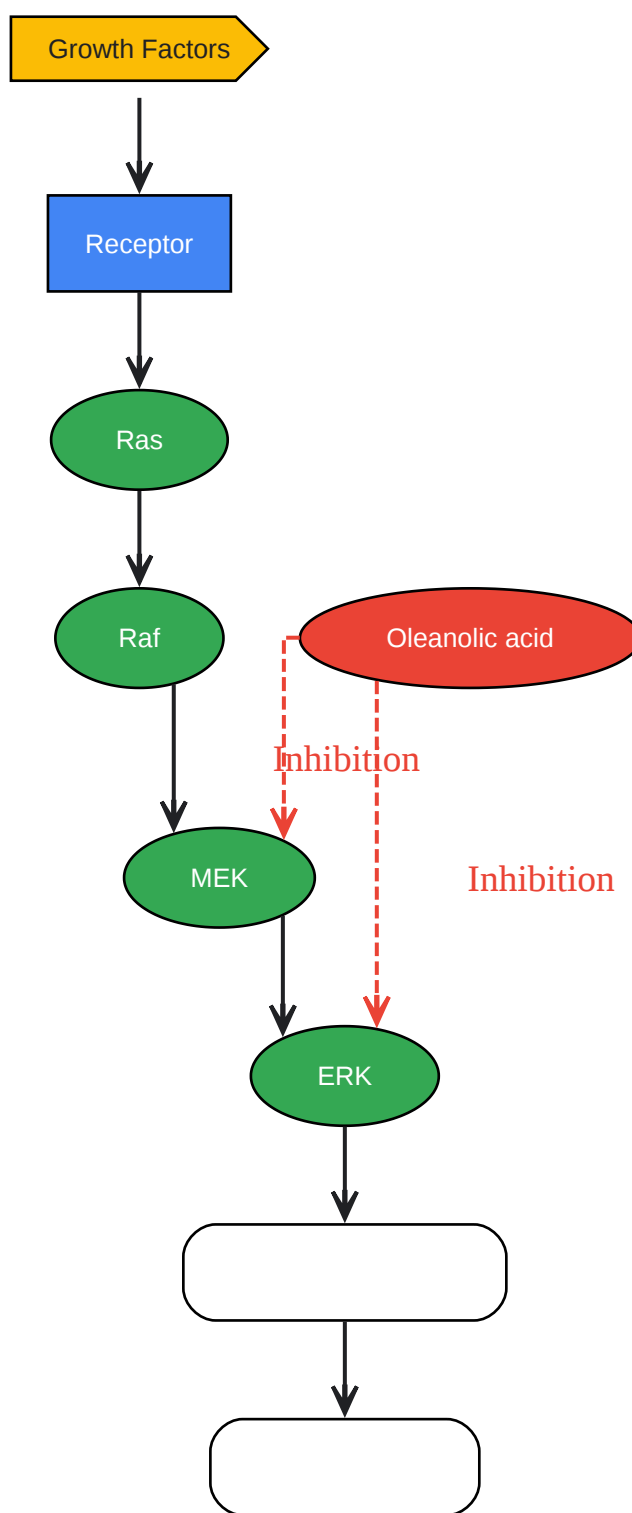 Growth Factors
Receptor
Ras
Raf
Oleanolic acid
Inhibition
MEK
Inhibition
ERK